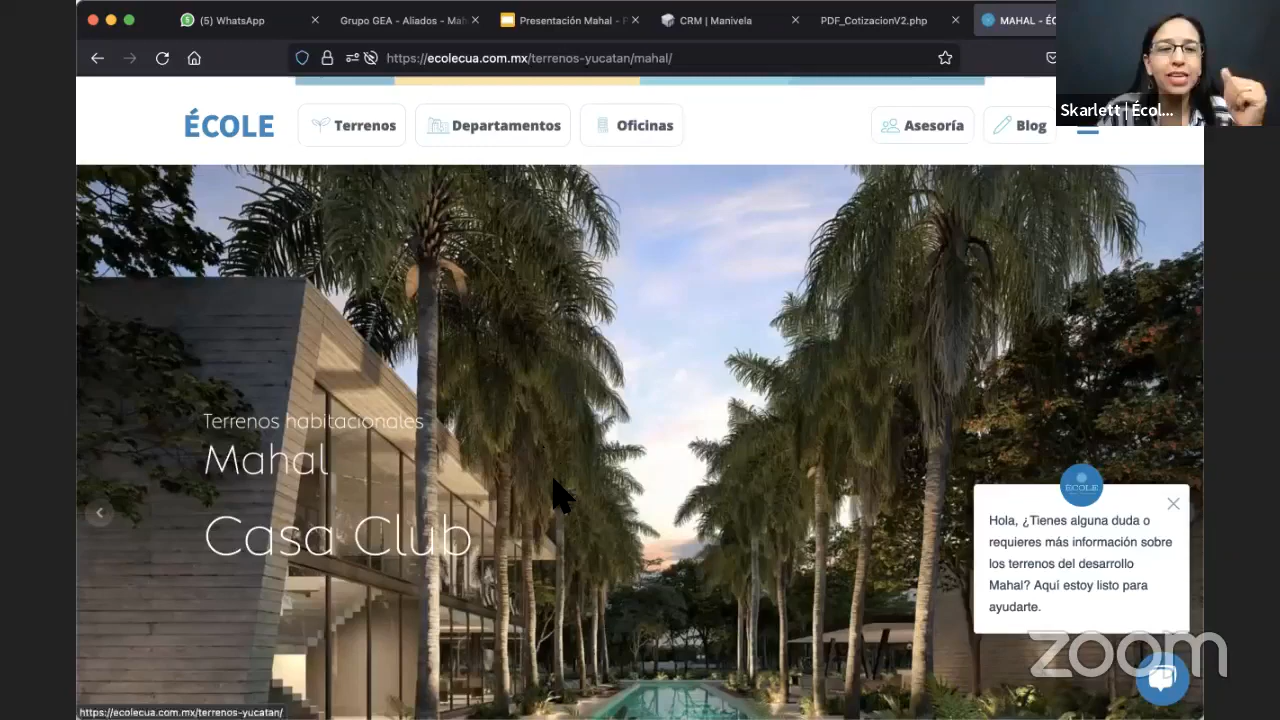 (5) WhatsApp
Grupo GEA - Aliados - Mah
Presentación Mahal - P
CRM | Manivela
PDF_CotizacionV2.php
MAHAL - ÉC
https://ecolecua.com.mx/terrenos-yucatan/mahal/
Skarlett | École...
ÉCOLE
Terrenos
Departamentos
Oficinas
Asesoría
Blog
Terrenos habitacionales
Mahal
Casa Club
ÉCOLE
Hola, ¿Tienes alguna duda o
requieres más información sobre
los terrenos del desarrollo
Mahal? Aquí estoy listo para
ayudarte.
zoom
https://ecolecua.com.mx/terrenos-yucatan/